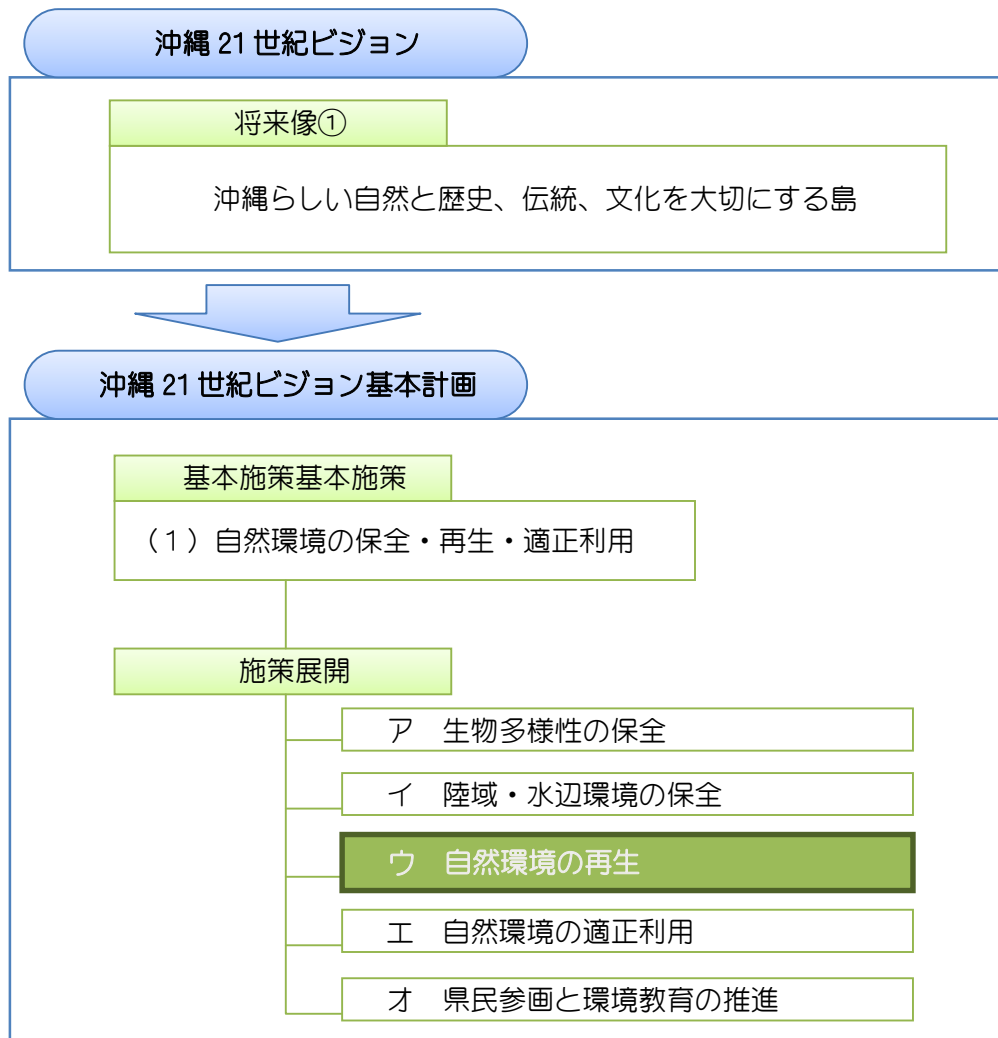 沖縄 21 世紀ビジョン
将来像①
沖縄らしい自然と歴史、伝統、文化を大切にする島
沖縄 21 世紀ビジョン基本計画
基本施策基本施策
（１）自然環境の保全・再生・適正利用
施策展開
ア　生物多様性の保全
イ　陸域・水辺環境の保全
ウ　自然環境の再生
エ　自然環境の適正利用
オ　県民参画と環境教育の推進